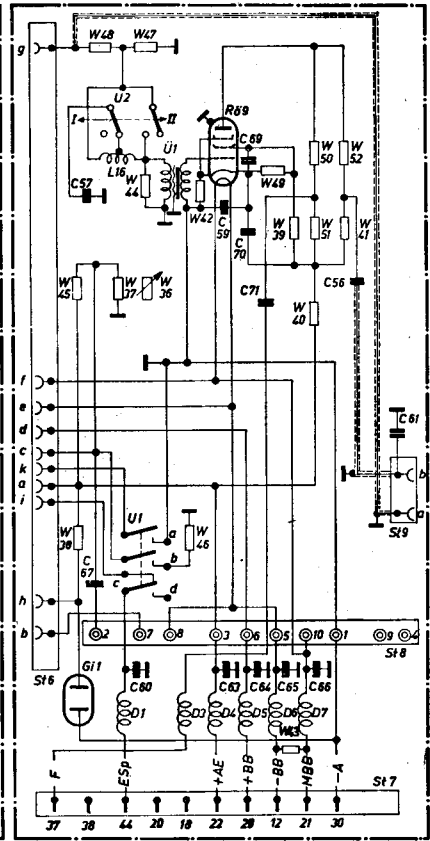 g W48 W47
U2 Rö9
I II Ü1 C69 W50 W52
L16
C57 W44 W49
W42 C59 W39 W51 W41
C70
C71 C56
W45 W37 W36 W40
f
e
d C61
c
k
a b
i U1 a W46 a
W38 b St9
C67 c d
h
b 2 7 8 3 6 5 10 1 9 4
St6 Gi1 St8
C60 C63 C64 C65 C66
D1 D3 D4 D5 D6 D7
W43
F ESp +AE +BB -BB HBB -A
St7
37 38 44 20 18 22 28 12 21 30